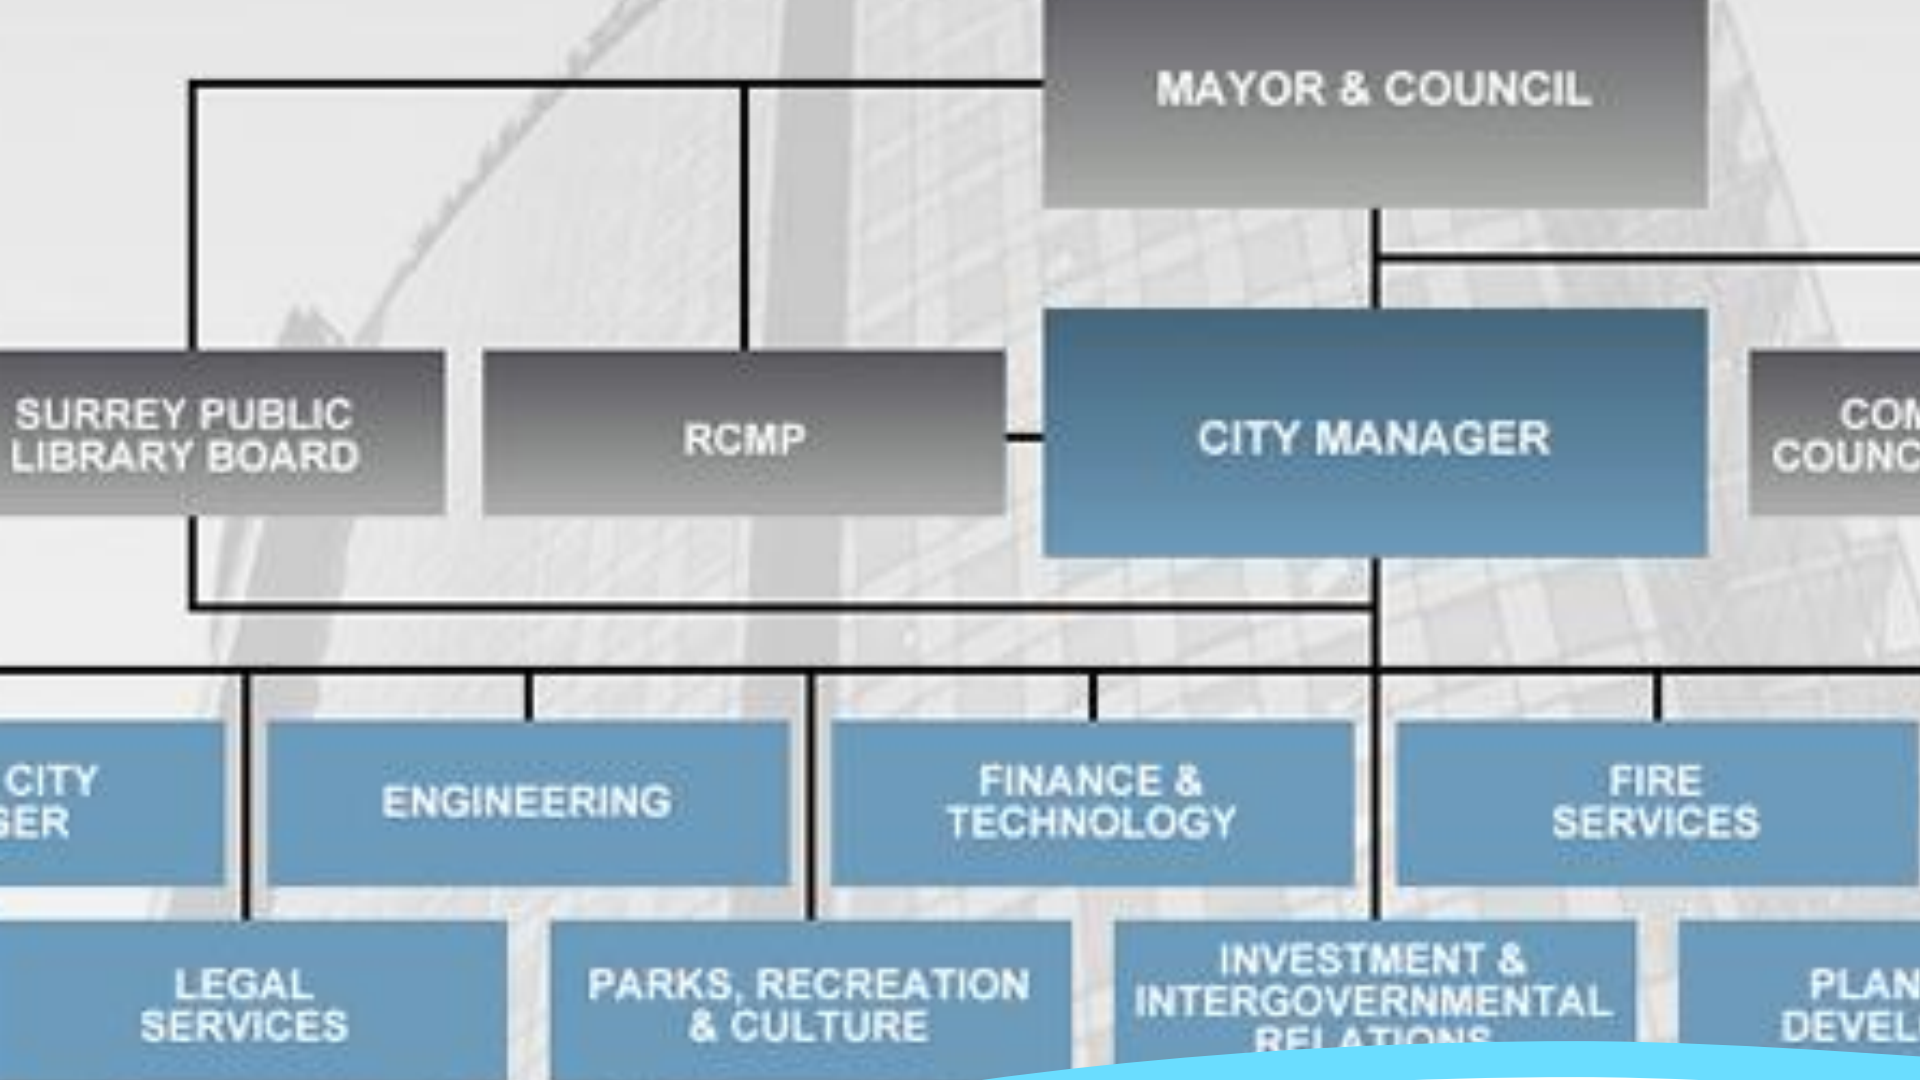 MAYOR & COUNCIL
SURREY PUBLIC
LIBRARY BOARD
RCMP
CITY MANAGER
CITY
ENGINEERING
FINANCE &
TECHNOLOGY
FIRE
SERVICES
LEGAL
SERVICES
PARKS, RECREATION
& CULTURE
INVESTMENT &
INTERGOVERNMENTAL
RELATIONS